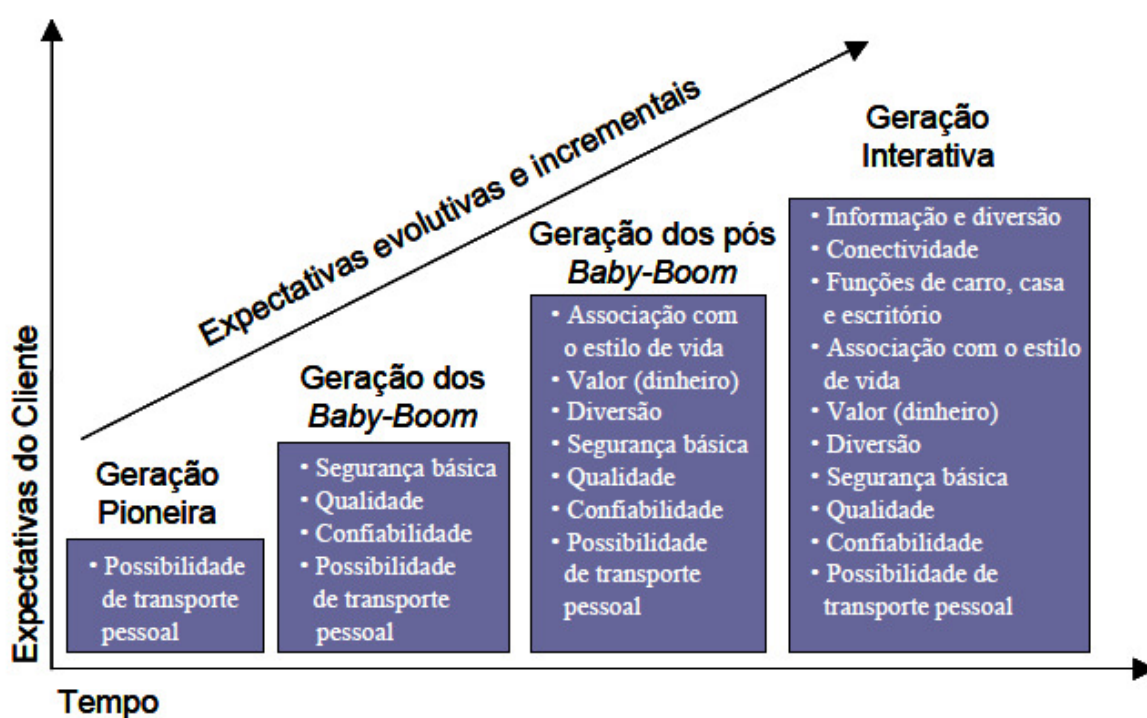 Expectativas do Cliente
Expectativas evolutivas e incrementais
Geração
Pioneira
• Possibilidade
de transporte
pessoal
Geração dos
Baby-Boom
• Segurança básica
• Qualidade
• Confiabilidade
• Possibilidade
de transporte
pessoal
Geração dos pós
Baby-Boom
• Associação com
o estilo de vida
• Valor (dinheiro)
• Diversão
• Segurança básica
• Qualidade
• Confiabilidade
• Possibilidade
de transporte
pessoal
Geração
Interativa
• Informação e diversão
• Conectividade
• Funções de carro, casa
e escritório
• Associação com o estilo
de vida
• Valor (dinheiro)
• Diversão
• Segurança básica
• Qualidade
• Confiabilidade
• Possibilidade de
transporte pessoal
Tempo